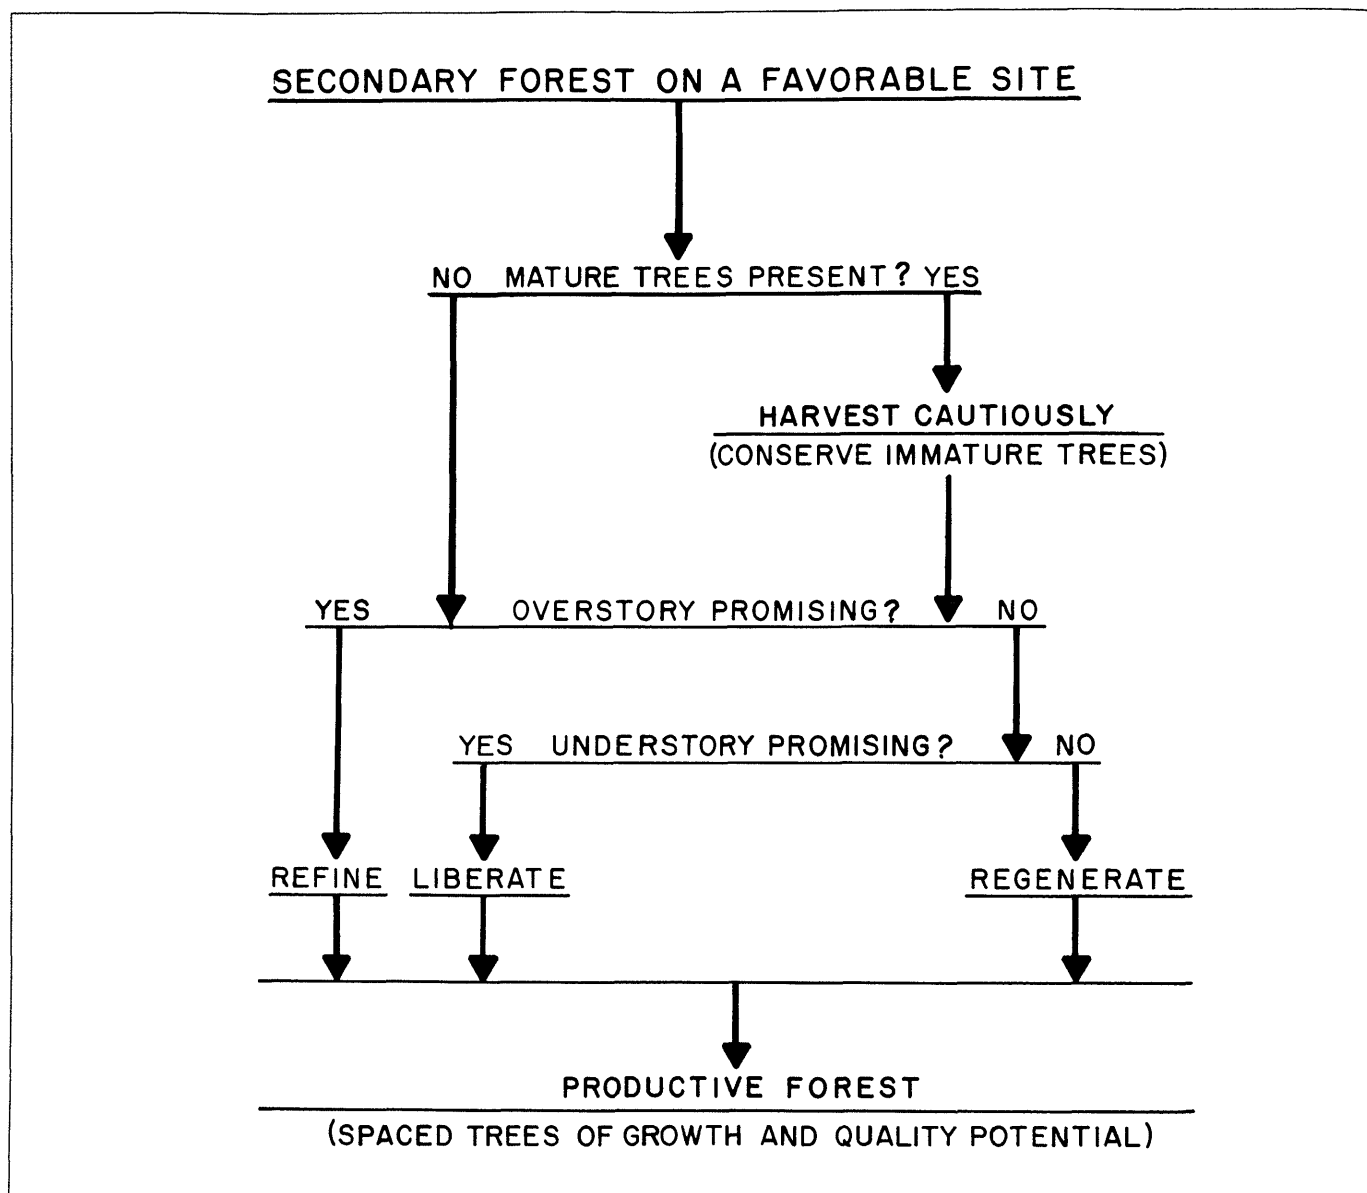 SECONDARY FOREST ON A FAVORABLE SITE
NO MATURE TREES PRESENT? YES
HARVEST CAUTIOUSLY
(CONSERVE IMMATURE TREES)
YES OVERSTORY PROMISING? NO
YES UNDERSTORY PROMISING? NO
REFINE LIBERATE REGENERATE
PRODUCTIVE FOREST
(SPACED TREES OF GROWTH AND QUALITY POTENTIAL)